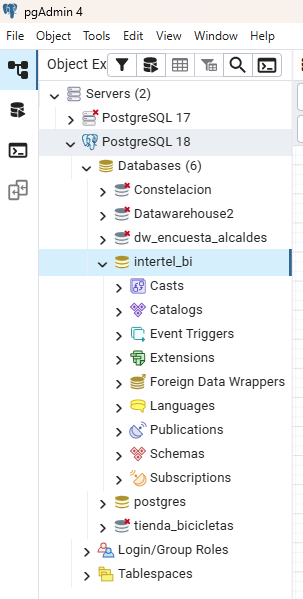 pgAdmin 4
File Object Tools Edit View Window Help
Object Ex
Servers (2)
PostgreSQL 17
PostgreSQL 18
Databases (6)
Constelacion
Datawarehouse2
dw_encuesta_alcaldes
intertel_bi
Casts
Catalogs
Event Triggers
Extensions
Foreign Data Wrappers
Languages
Publications
Schemas
Subscriptions
postgres
tienda_bicicletas
Login/Group Roles
Tablespaces